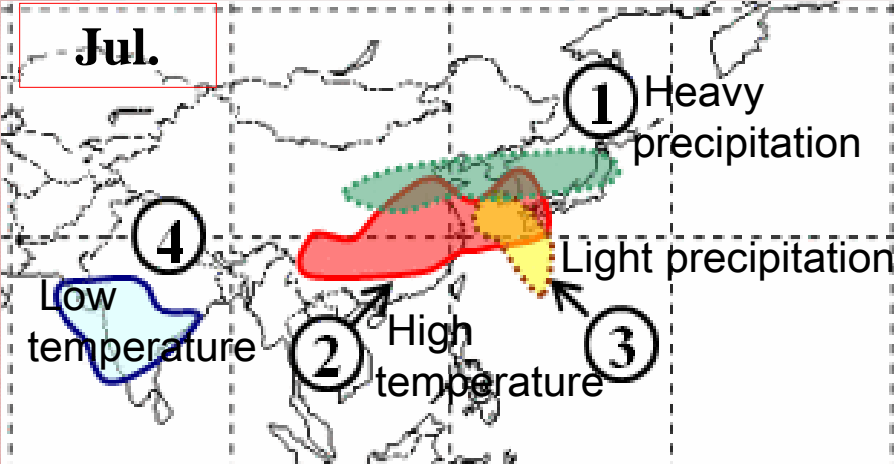 Jul.
1 Heavy
precipitation
4
Light precipitation
Low
temperature
2 High
temperature
3